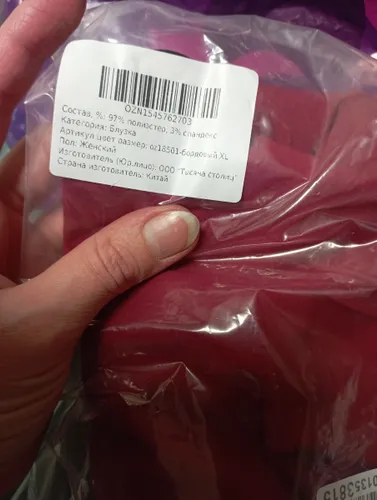 OZN1545762703
Состав, %: 97% полиэстер, 3% спандекс
Категория: Блузка
Артикул цвет размер: oz18501-бордовый XL
Пол: Женский
Изготовитель (Юр.лицо): ООО "Тысяча столиц"
Страна изготовитель: Китай